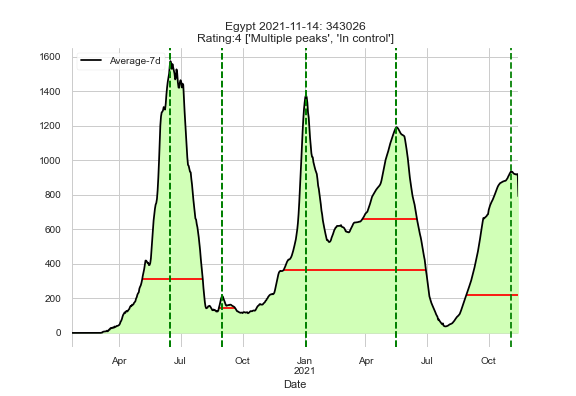 Egypt 2021-11-14: 343026
Rating:4 ['Multiple peaks', 'In control']
Average-7d
1600
1400
1200
1000
800
600
400
200
0
Apr Jul Oct Jan Apr Jul Oct
2021
Date